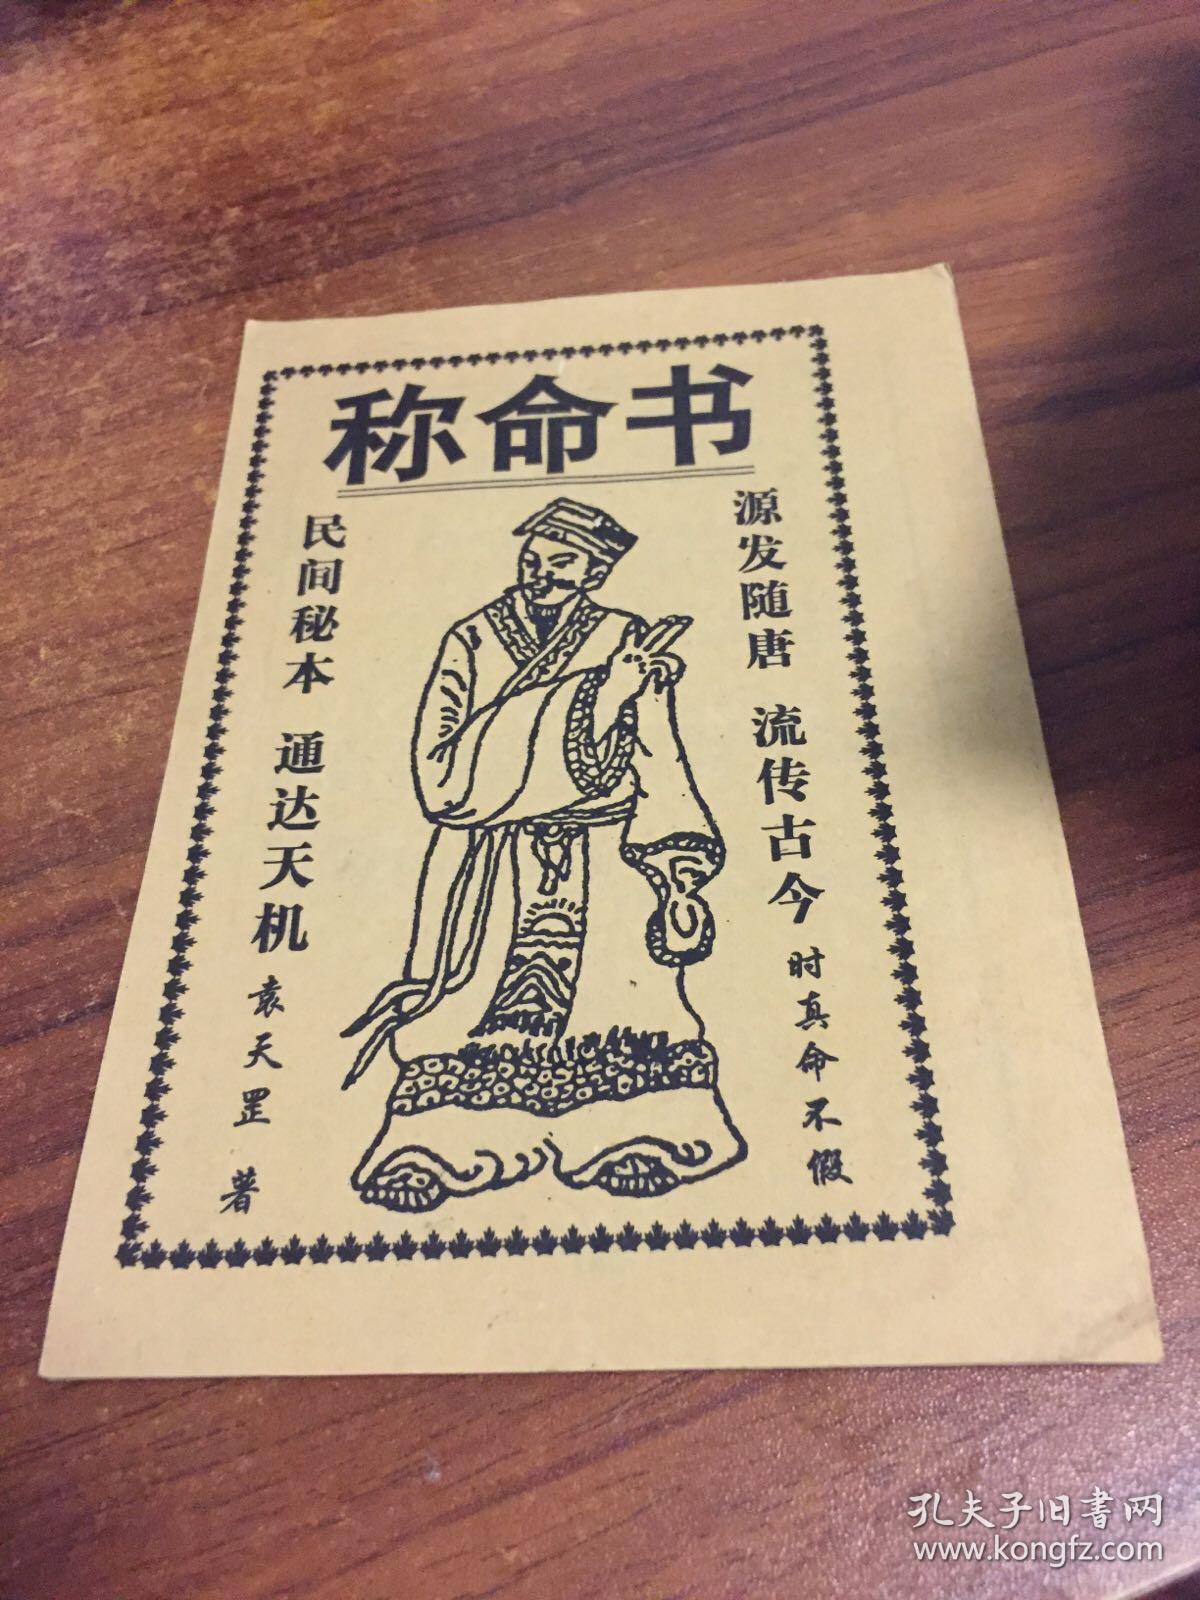 称命书
源发随唐 流传古今
时真命不假
民间秘本 通达天机
袁天罡 著
孔夫子旧書网
www.kongfz.com